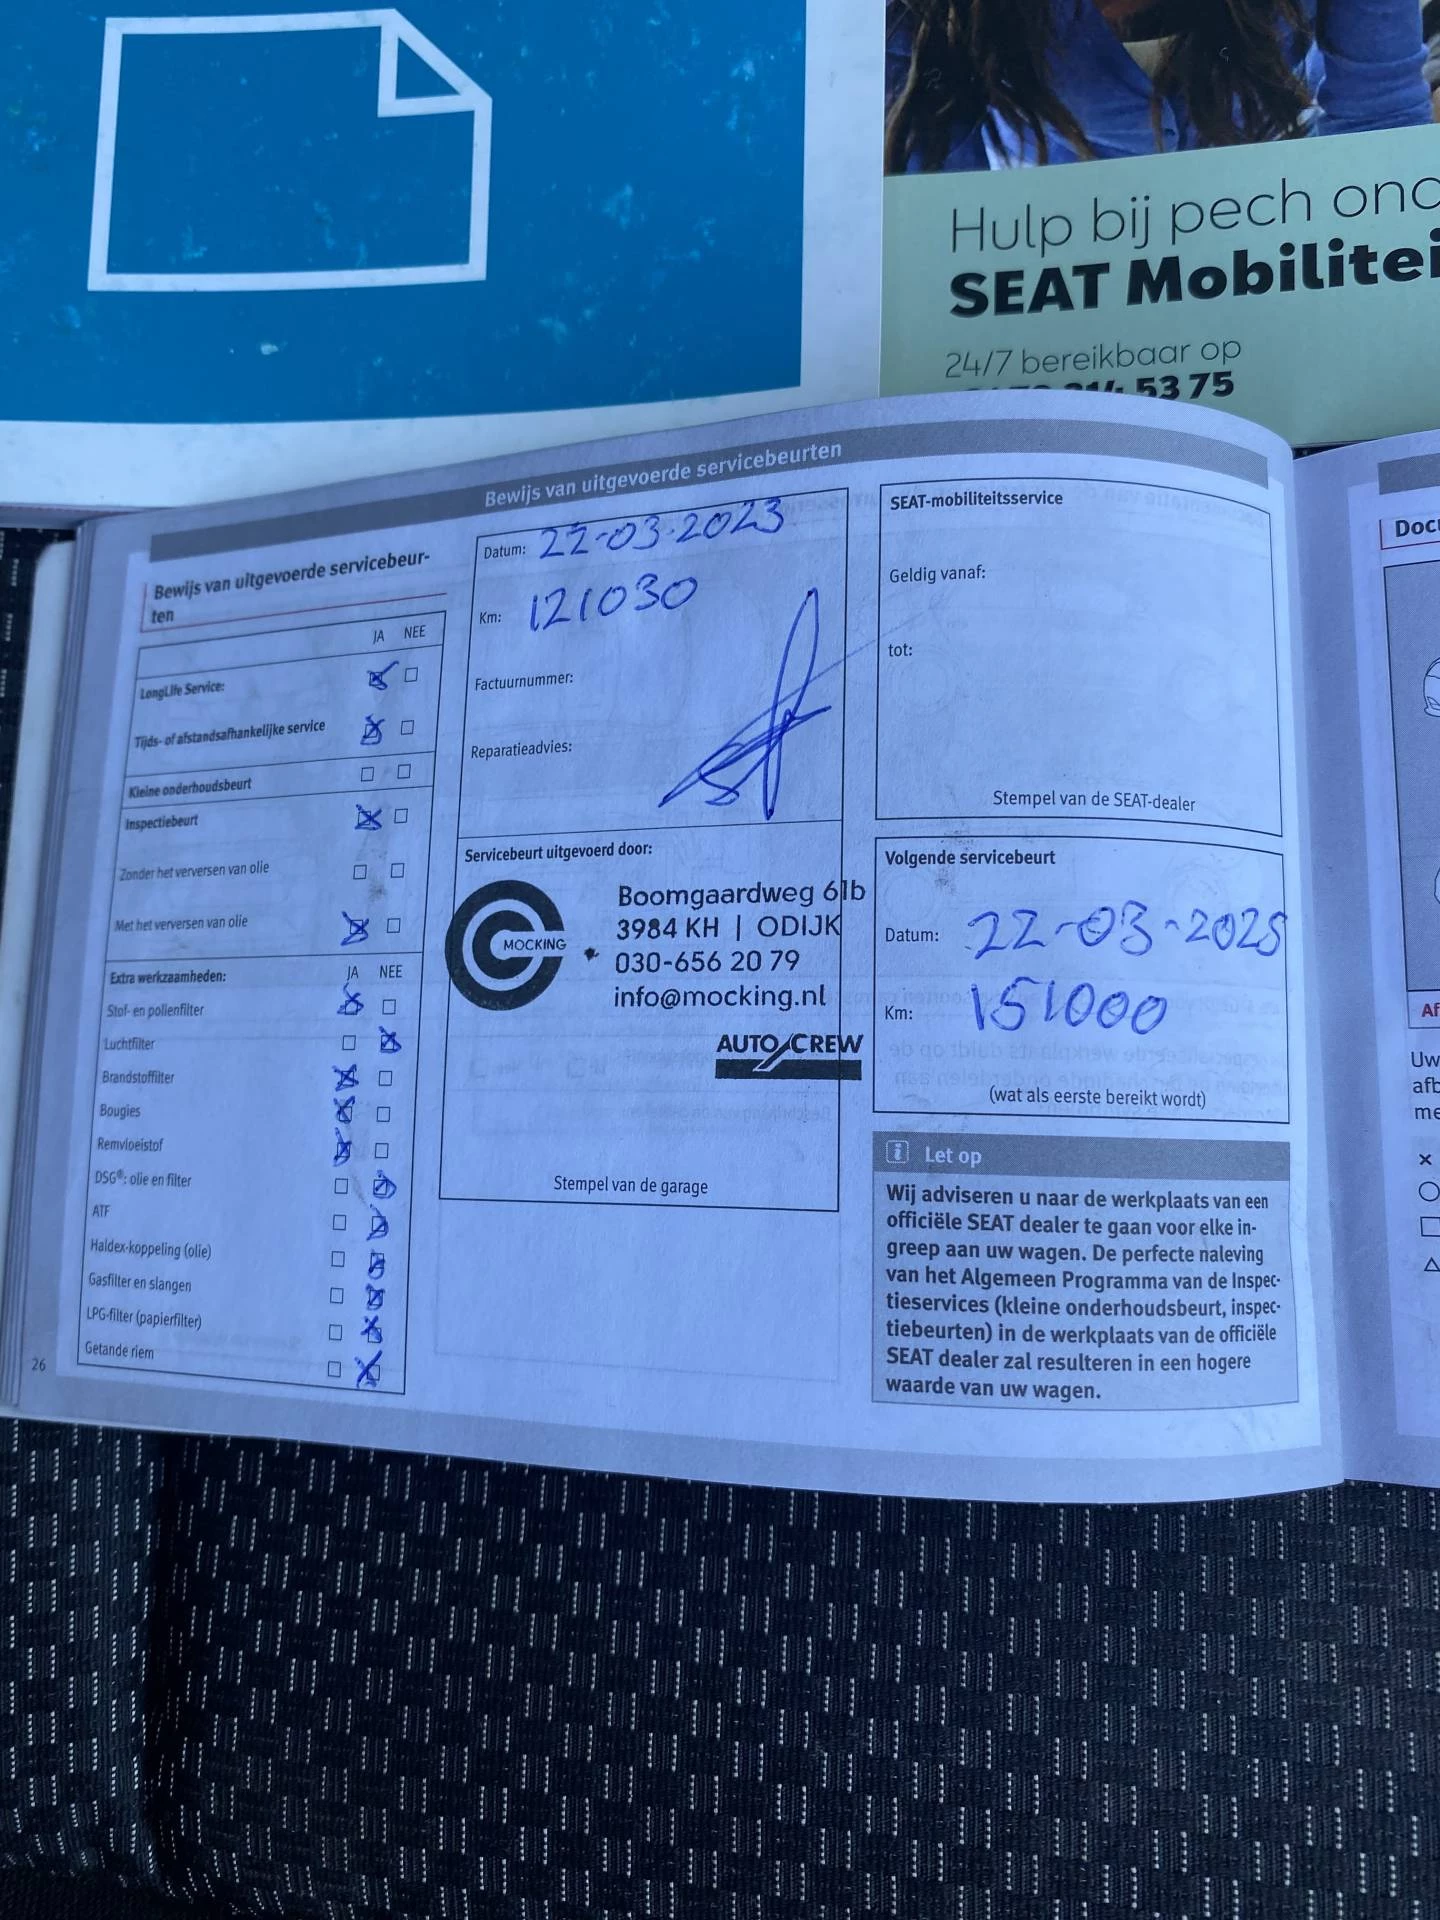 Hulp bij pech
SEAT
24/7 bereikbaar op
53 75
Bewijs van uitgevoerde servicebeurten
Bewijs van uitgevoerde servicebeur-
ten
JA NEE
LongLife Service:
Tijds- of afstandsafhankelijke service
Kleine onderhoudsbeurt
Inspectiebeurt
Zonder het verversen van olie
Met het verversen van olie
Extra werkzaamheden: JA NEE
Stof- en pollenfilter
Luchtfilter
Brandstoffilter
Bougies
Remvloeistof
DSG®: olie en filter
ATF
Haldex-koppeling (olie)
Gasfilter en slangen
LPG-filter (papierfilter)
Getande riem
26
Datum: 22-03-2023
Km: 121030
Factuurnummer:
Reparatieadvies:
Servicebeurt uitgevoerd door:
MOCKING
Boomgaardweg 61b
3984 KH | ODIJK
030-656 20 79
info@mocking.nl
AUTO CREW
Stempel van de garage
SEAT-mobiliteitsservice
Geldig vanaf:
tot:
Stempel van de SEAT-dealer
Volgende servicebeurt
Datum: 22-03-2025
Km: 151000
(wat als eerste bereikt wordt)
i Let op
Wij adviseren u naar de werkplaats van een
officiële SEAT dealer te gaan voor elke in-
greep aan uw wagen. De perfecte naleving
van het Algemeen Programma van de Inspec-
tieservices (kleine onderhoudsbeurt, inspec-
tiebeurten) in de werkplaats van de officiële
SEAT dealer zal resulteren in een hogere
waarde van uw wagen.
Uw